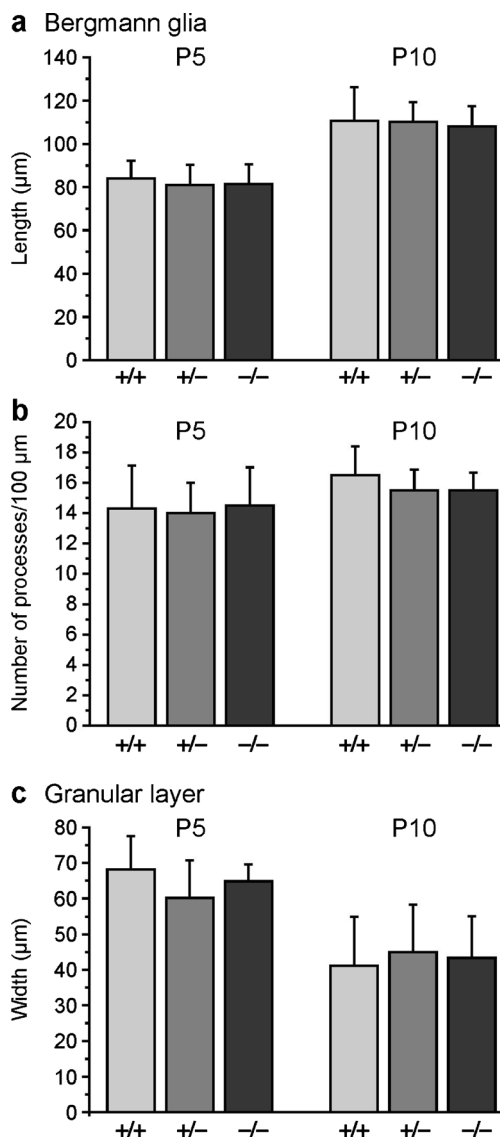 a Bergmann glia
P5 P10
140
120
100
80
60
40
20
0
Length (µm)
+/+ +/− −/− +/+ +/− −/−
b
P5 P10
20
18
16
14
12
10
8
6
4
2
0
Number of processes/100 µm
+/+ +/− −/− +/+ +/− −/−
c Granular layer
P5 P10
80
70
60
50
40
30
20
10
0
Width (µm)
+/+ +/− −/− +/+ +/− −/−